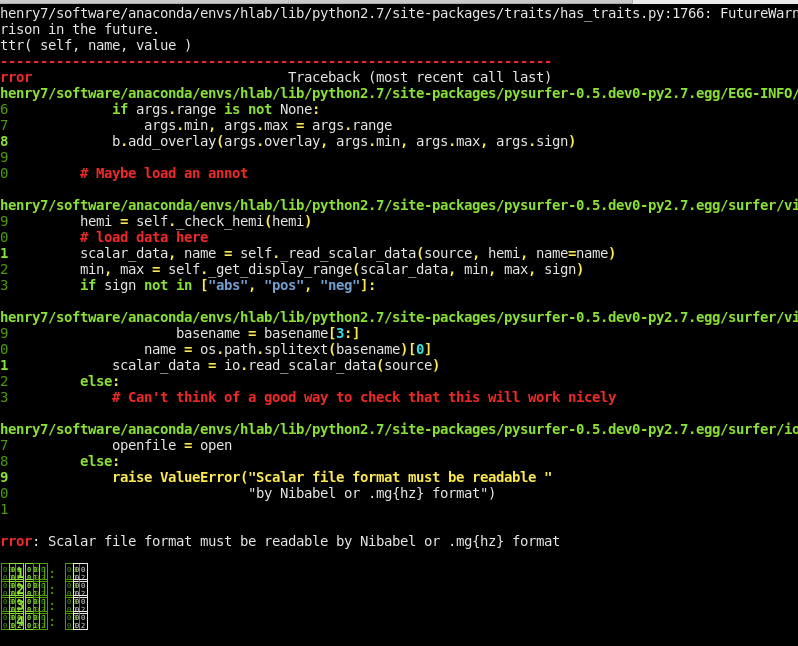 henry7/software/anaconda/envs/hlab/lib/python2.7/site-packages/traits/has_traits.py:1766: FutureWarn
rison in the future.
ttr( self, name, value )
---------------------------------------------------------------------
rror                                Traceback (most recent call last)
henry7/software/anaconda/envs/hlab/lib/python2.7/site-packages/pysurfer-0.5.dev0-py2.7.egg/EGG-INFO/
6             if args.range is not None:
7                 args.min, args.max = args.range
8             b.add_overlay(args.overlay, args.min, args.max, args.sign)
9
0         # Maybe load an annot
henry7/software/anaconda/envs/hlab/lib/python2.7/site-packages/pysurfer-0.5.dev0-py2.7.egg/surfer/vi
9         hemi = self._check_hemi(hemi)
0         # load data here
1         scalar_data, name = self._read_scalar_data(source, hemi, name=name)
2         min, max = self._get_display_range(scalar_data, min, max, sign)
3         if sign not in ["abs", "pos", "neg"]:
henry7/software/anaconda/envs/hlab/lib/python2.7/site-packages/pysurfer-0.5.dev0-py2.7.egg/surfer/vi
9                     basename = basename[3:]
0                 name = os.path.splitext(basename)[0]
1             scalar_data = io.read_scalar_data(source)
2         else:
3             # Can't think of a good way to check that this will work nicely
henry7/software/anaconda/envs/hlab/lib/python2.7/site-packages/pysurfer-0.5.dev0-py2.7.egg/surfer/io
7             openfile = open
8         else:
9             raise ValueError("Scalar file format must be readable "
0                              "by Nibabel or .mg{hz} format")
1
rror: Scalar file format must be readable by Nibabel or .mg{hz} format
1:
2:
3:
4: